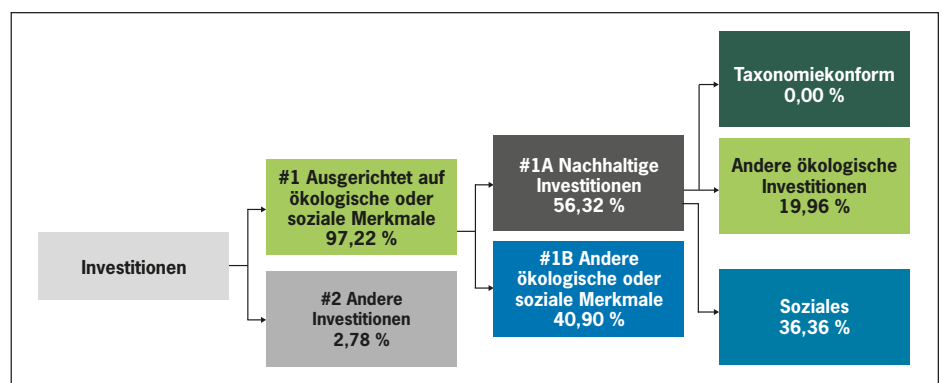 Investitionen
#1 Ausgerichtet auf
ökologische oder
soziale Merkmale
97,22 %
#2 Andere
Investitionen
2,78 %
#1A Nachhaltige
Investitionen
56,32 %
#1B Andere
ökologische oder
soziale Merkmale
40,90 %
Taxonomiekonform
0,00 %
Andere ökologische
Investitionen
19,96 %
Soziales
36,36 %